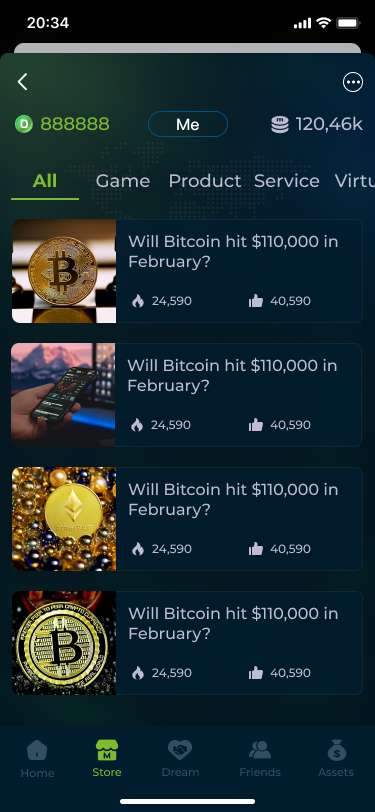 20:34
D 888888
Me
120,46k
All Game Product Service Virtu
Will Bitcoin hit $110,000 in
February?
24,590 40,590
Will Bitcoin hit $110,000 in
February?
24,590 40,590
Will Bitcoin hit $110,000 in
February?
24,590 40,590
Will Bitcoin hit $110,000 in
February?
24,590 40,590
M
Home Store Dream Friends Assets